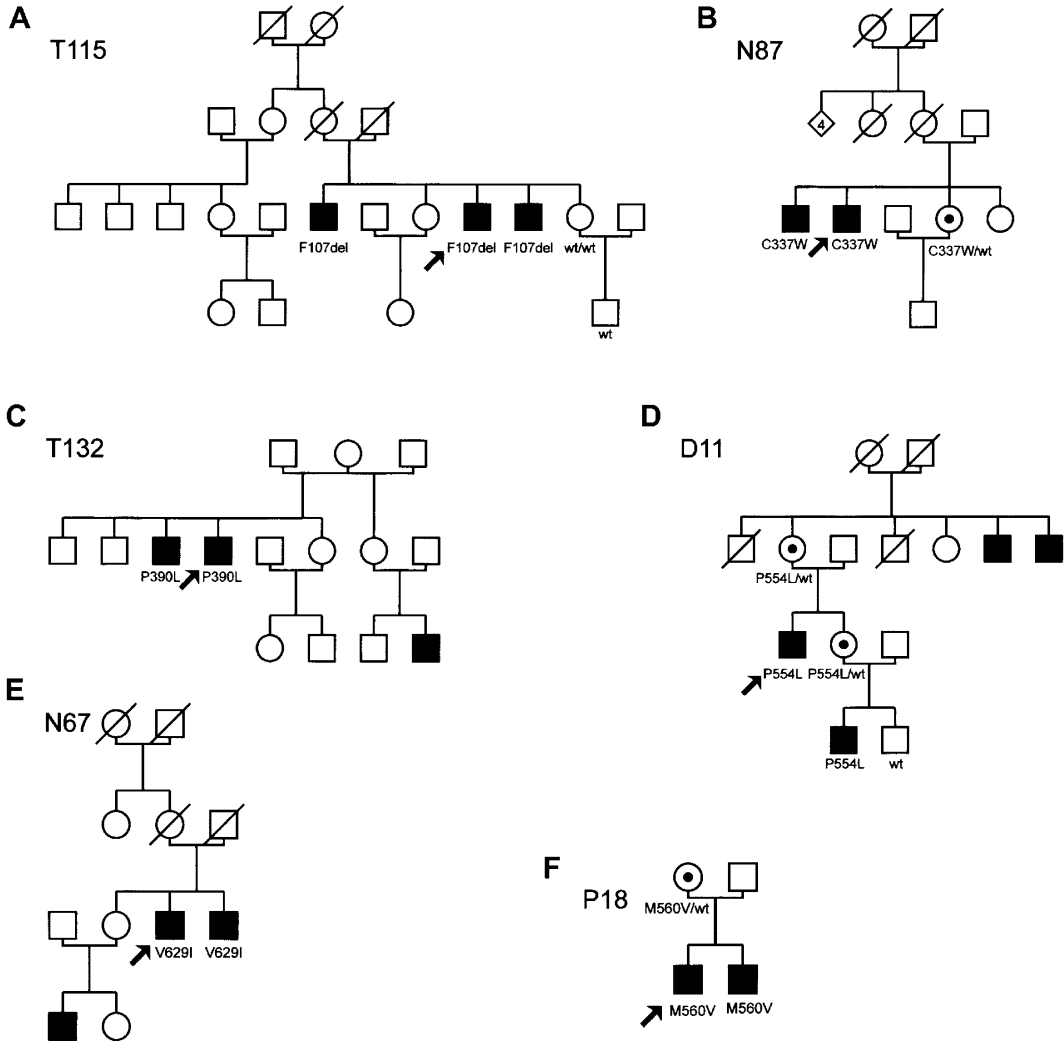 A
T115
F107del
F107del
F107del
wt/wt
wt
B
N87
4
C337W
C337W
C337W/wt
C
T132
P390L
P390L
D
D11
P554L/wt
P554L
P554L/wt
P554L
wt
E
N67
V629I
V629I
F
P18
M560V/wt
M560V
M560V